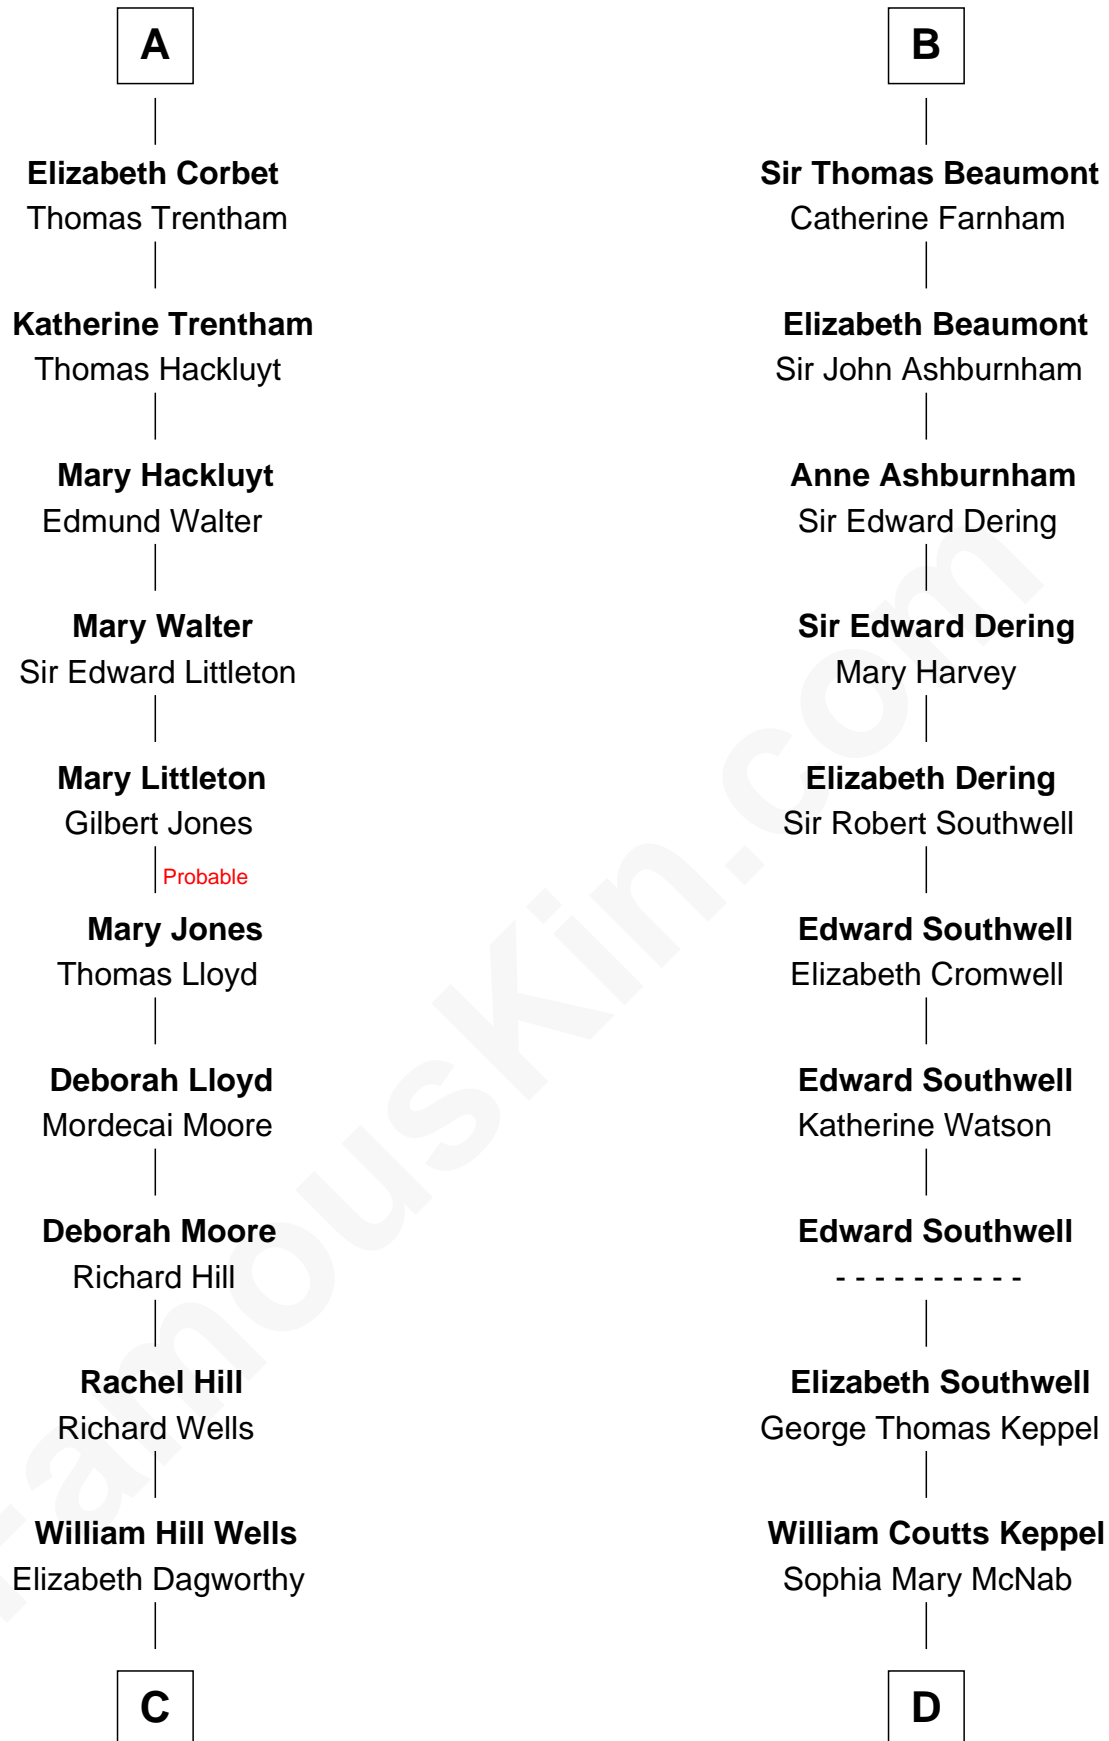 A
Elizabeth Corbet
Thomas Trentham
Katherine Trentham
Thomas Hackluyt
Mary Hackluyt
Edmund Walter
Mary Walter
Sir Edward Littleton
Mary Littleton
Gilbert Jones
Probable
Mary Jones
Thomas Lloyd
Deborah Lloyd
Mordecai Moore
Deborah Moore
Richard Hill
Rachel Hill
Richard Wells
William Hill Wells
Elizabeth Dagworthy
C
B
Sir Thomas Beaumont
Catherine Farnham
Elizabeth Beaumont
Sir John Ashburnham
Anne Ashburnham
Sir Edward Dering
Sir Edward Dering
Mary Harvey
Elizabeth Dering
Sir Robert Southwell
Edward Southwell
Elizabeth Cromwell
Edward Southwell
Katherine Watson
Edward Southwell
- - - - - - - - - -
Elizabeth Southwell
George Thomas Keppel
William Coutts Keppel
Sophia Mary McNab
D
FamousKin.com